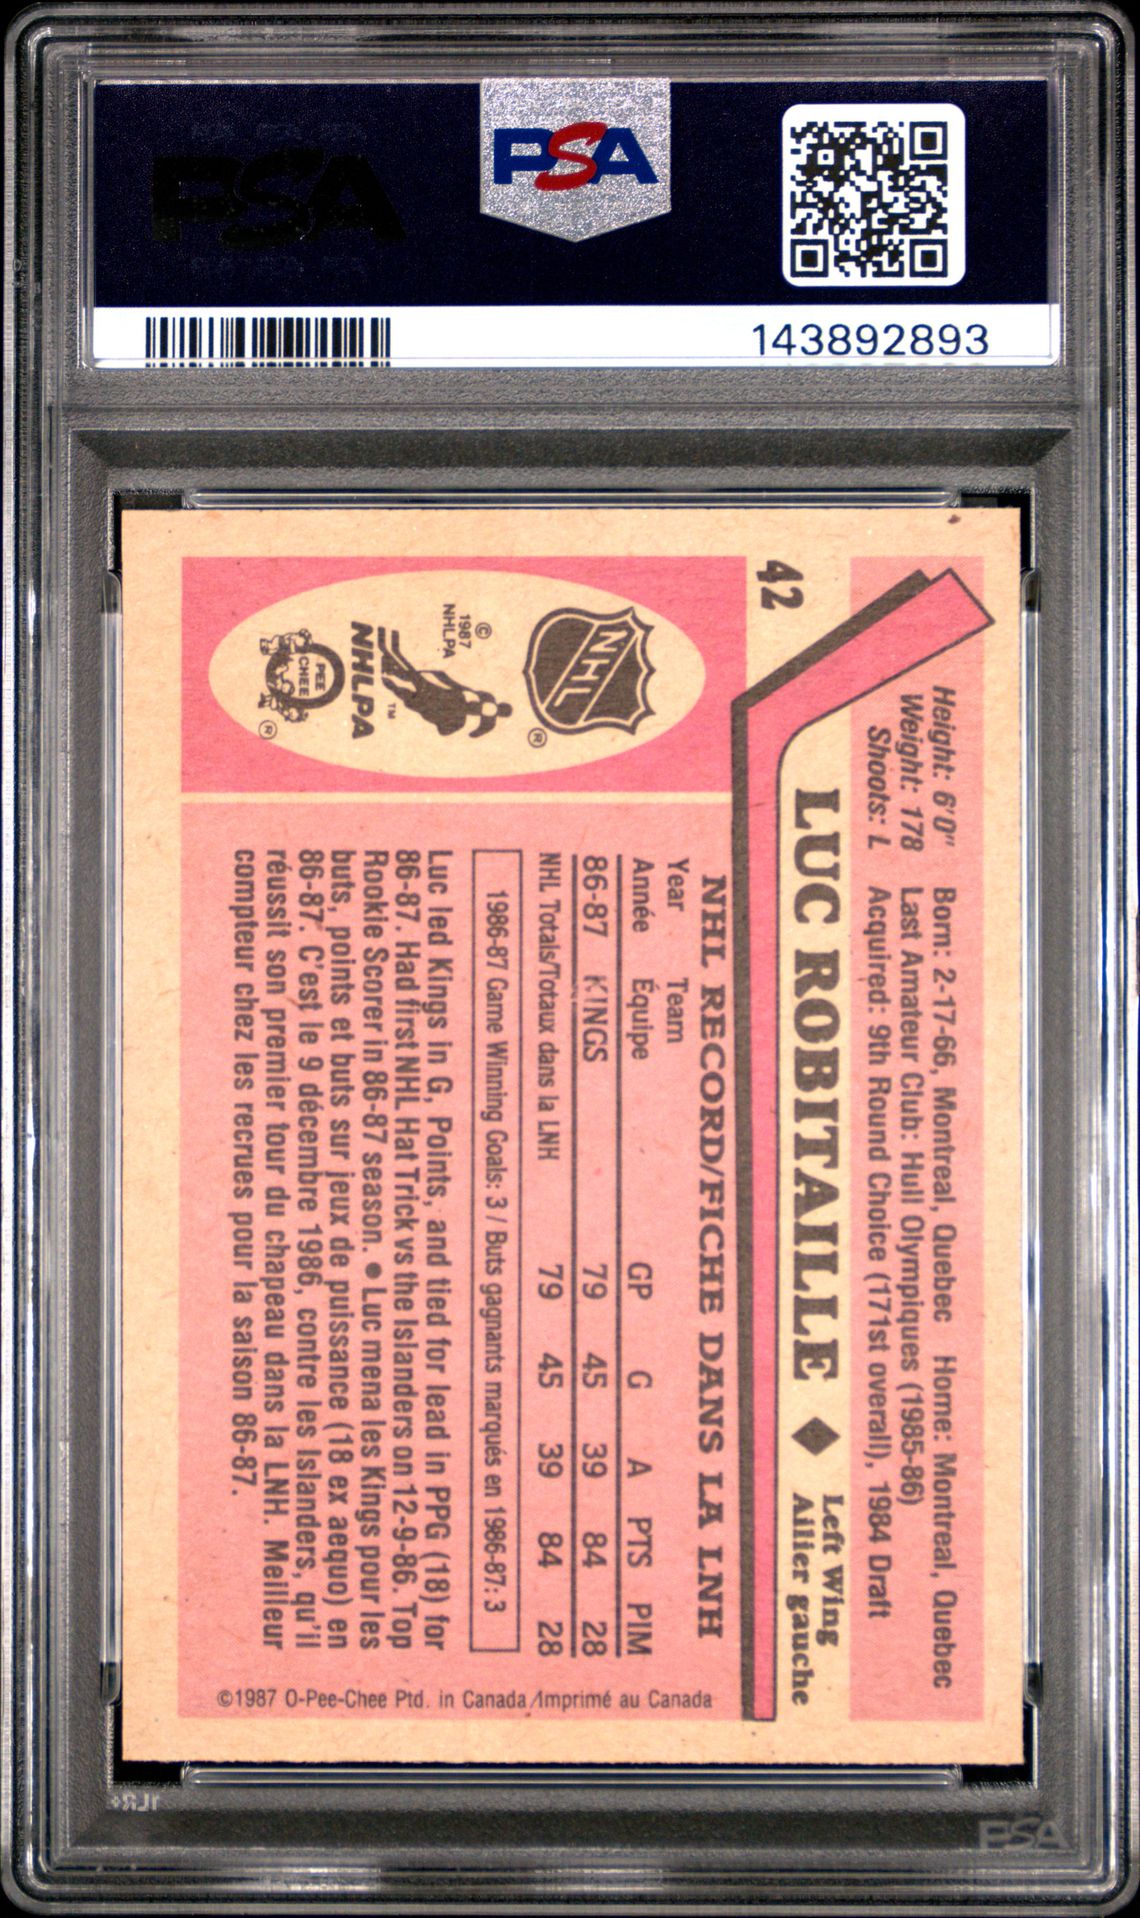 PSA
PSA
143892893
42
Height: 6'0" Born: 2-17-66, Montreal, Quebec Home: Montreal, Quebec
Weight: 178 Last Amateur Club: Hull Olympiques (1985-86)
Shoots: L Acquired: 9th Round Choice (171st overall), 1984 Draft
LUC ROBITAILLE ◆ Left Wing
Ailier gauche
NHL RECORD/FICHE DANS LA LNH
Year Team
Année Équipe GP G A PTS PIM
86-87 KINGS 79 45 39 84 28
NHL Totals/Totaux dans la LNH 79 45 39 84 28
1986-87 Game Winning Goals: 3 / Buts gagnants marqués en 1986-87: 3
Luc led Kings in G, Points, and tied for lead in PPG (18) for
86-87. Had first NHL Hat Trick vs the Islanders on 12-9-86. Top
Rookie Scorer in 86-87 season. ● Luc mena les Kings pour les
buts, points et buts sur jeux de puissance (18 ex aequo) en
86-87. C'est le 9 décembre 1986, contre les Islanders, qu'il
réussit son premier tour du chapeau dans la LNH. Meilleur
compteur chez les recrues pour la saison 86-87.
©1987 O-Pee-Chee Ptd. in Canada/Imprimé au Canada
NHL ®
© 1987
NHLPA
™
NHLPA
O PEE
CHEE
®
PSA